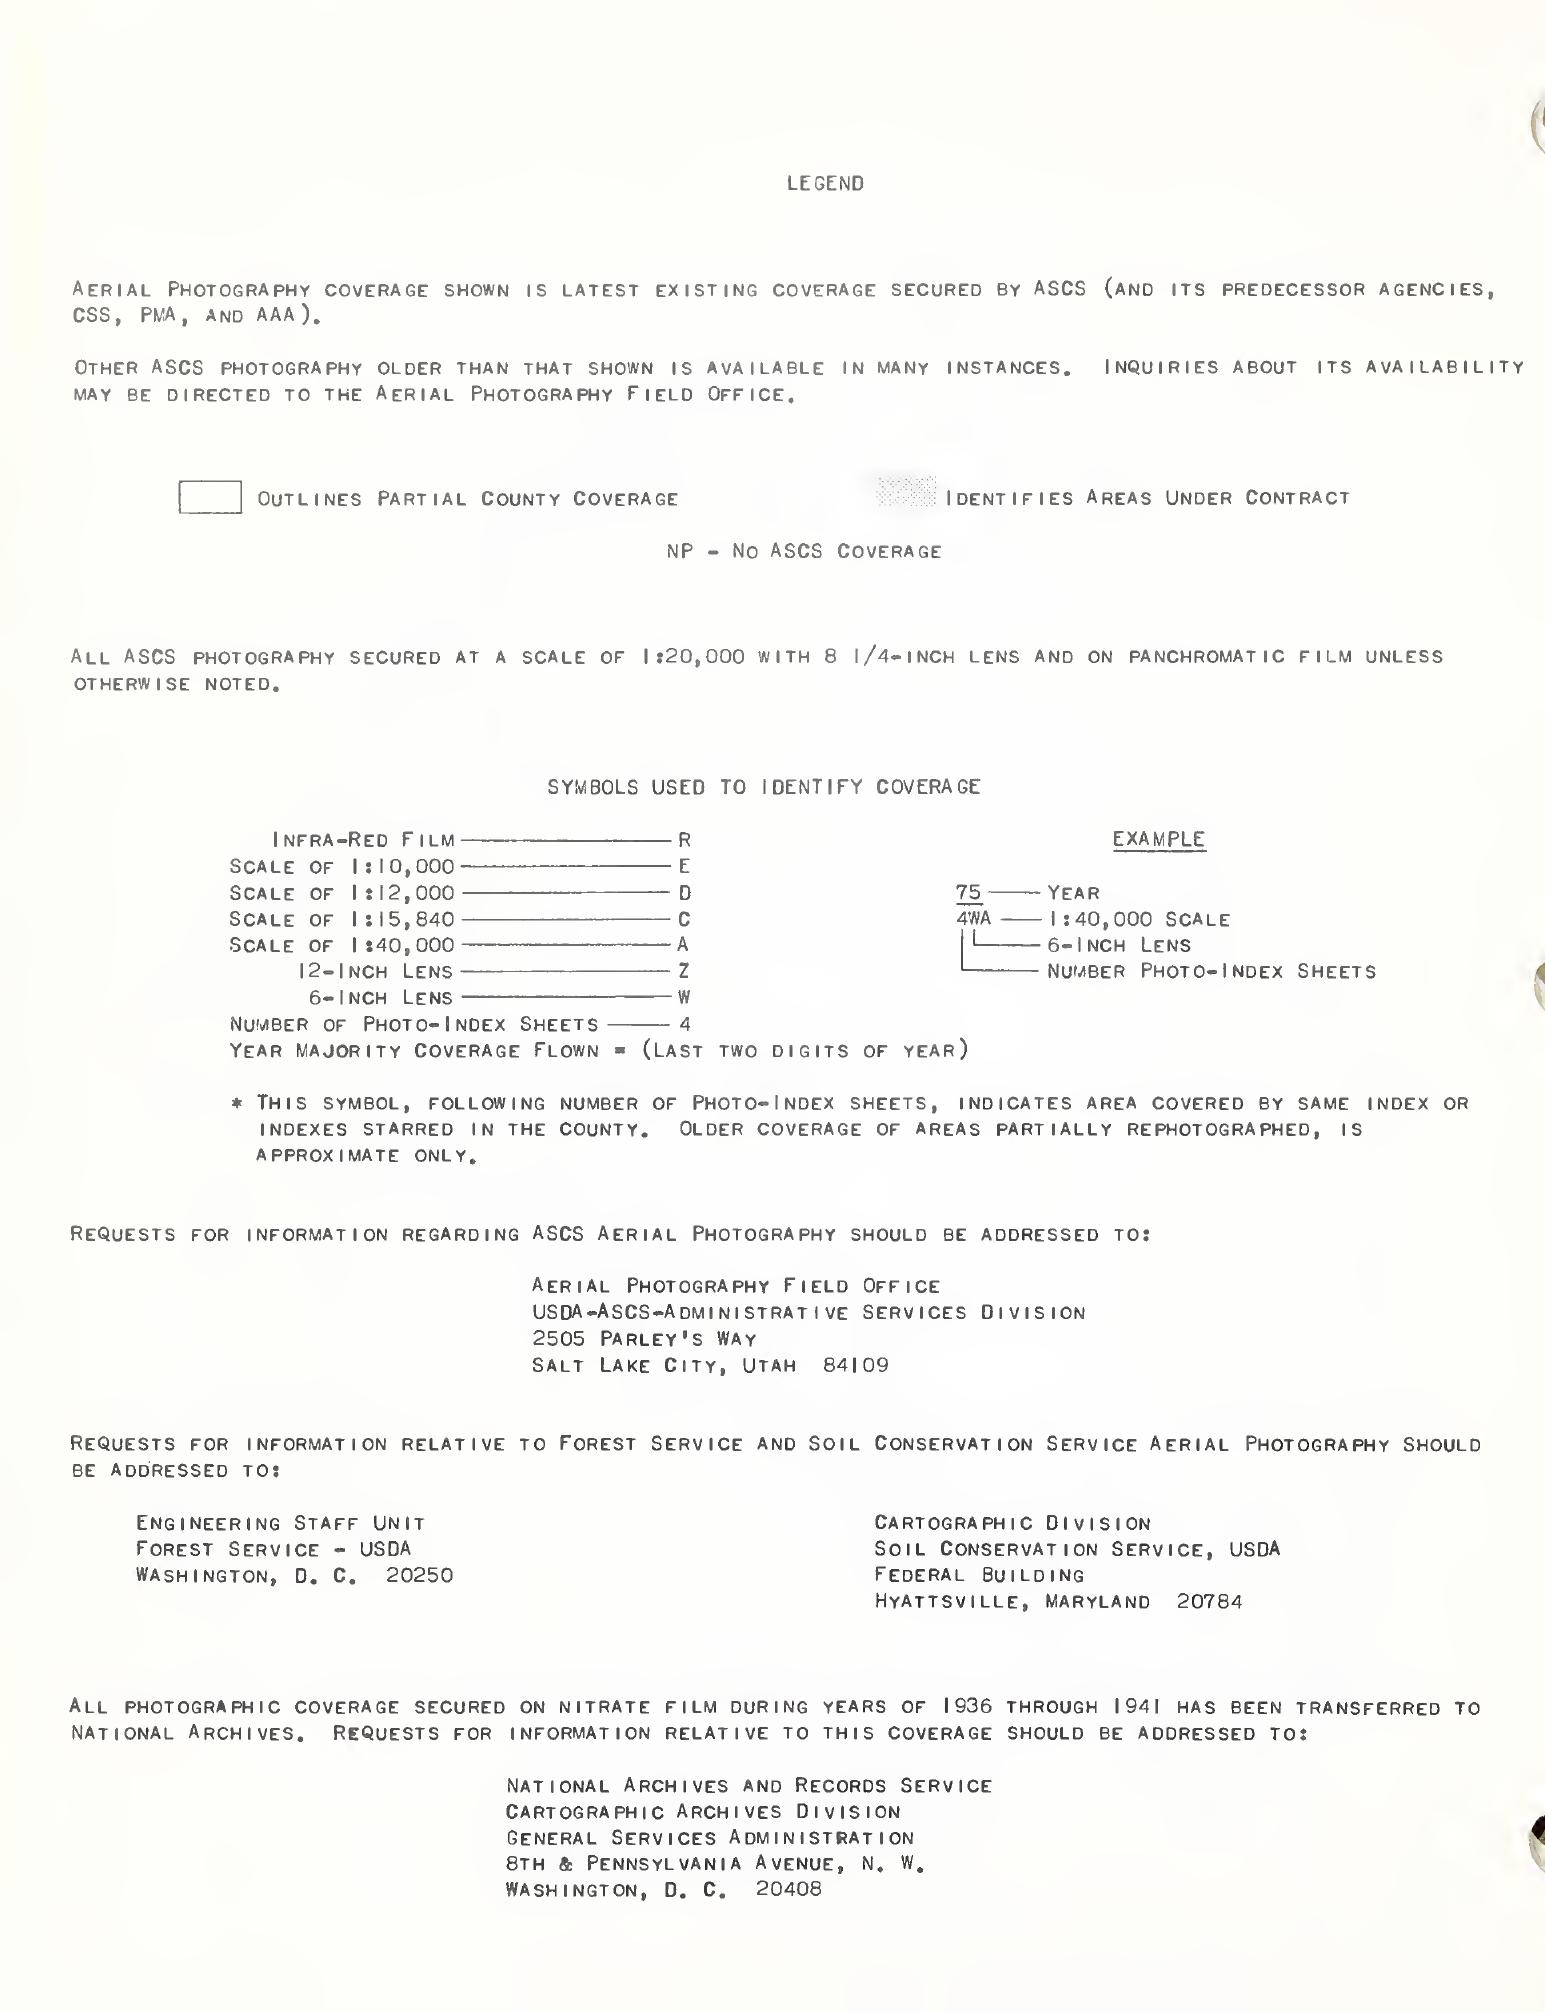 LEGEND
AERIAL PHOTOGRAPHY COVERAGE SHOWN IS LATEST EXISTING COVERAGE SECURED BY ASCS (AND ITS PREDECESSOR AGENCIES,
CSS, PMA, AND AAA).
OTHER ASCS PHOTOGRAPHY OLDER THAN THAT SHOWN IS AVAILABLE IN MANY INSTANCES. INQUIRIES ABOUT ITS AVAILABILITY
MAY BE DIRECTED TO THE AERIAL PHOTOGRAPHY FIELD OFFICE.
OUTLINES PARTIAL COUNTY COVERAGE
IDENTIFIES AREAS UNDER CONTRACT
NP - NO ASCS COVERAGE
ALL ASCS PHOTOGRAPHY SECURED AT A SCALE OF 1:20,000 WITH 8 1/4-INCH LENS AND ON PANCHROMATIC FILM UNLESS
OTHERWISE NOTED.
SYMBOLS USED TO IDENTIFY COVERAGE
INFRA-RED FILM R
SCALE OF 1:10,000 E
SCALE OF 1:12,000 D
SCALE OF 1:15,840 C
SCALE OF 1:40,000 A
12-INCH LENS Z
6-INCH LENS W
NUMBER OF PHOTO-INDEX SHEETS 4
YEAR MAJORITY COVERAGE FLOWN = (LAST TWO DIGITS OF YEAR)
EXAMPLE
75 YEAR
4WA 1:40,000 SCALE
6-INCH LENS
NUMBER PHOTO-INDEX SHEETS
* THIS SYMBOL, FOLLOWING NUMBER OF PHOTO-INDEX SHEETS, INDICATES AREA COVERED BY SAME INDEX OR
INDEXES STARRED IN THE COUNTY. OLDER COVERAGE OF AREAS PARTIALLY REPHOTOGRAPHED, IS
APPROXIMATE ONLY.
REQUESTS FOR INFORMATION REGARDING ASCS AERIAL PHOTOGRAPHY SHOULD BE ADDRESSED TO:
AERIAL PHOTOGRAPHY FIELD OFFICE
USDA-ASCS-ADMINISTRATIVE SERVICES DIVISION
2505 PARLEY'S WAY
SALT LAKE CITY, UTAH 84109
REQUESTS FOR INFORMATION RELATIVE TO FOREST SERVICE AND SOIL CONSERVATION SERVICE AERIAL PHOTOGRAPHY SHOULD
BE ADDRESSED TO:
ENGINEERING STAFF UNIT
FOREST SERVICE - USDA
WASHINGTON, D. C. 20250
CARTOGRAPHIC DIVISION
SOIL CONSERVATION SERVICE, USDA
FEDERAL BUILDING
HYATTSVILLE, MARYLAND 20784
ALL PHOTOGRAPHIC COVERAGE SECURED ON NITRATE FILM DURING YEARS OF 1936 THROUGH 1941 HAS BEEN TRANSFERRED TO
NATIONAL ARCHIVES. REQUESTS FOR INFORMATION RELATIVE TO THIS COVERAGE SHOULD BE ADDRESSED TO:
NATIONAL ARCHIVES AND RECORDS SERVICE
CARTOGRAPHIC ARCHIVES DIVISION
GENERAL SERVICES ADMINISTRATION
8TH & PENNSYLVANIA AVENUE, N. W.
WASHINGTON, D. C. 20408